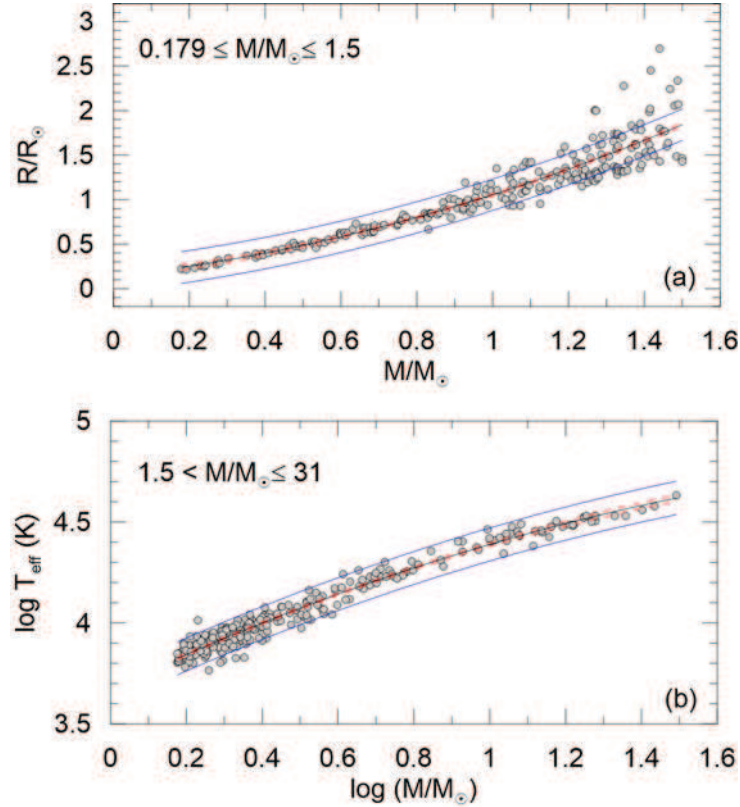 3
0.179 ≤ M/M⊙ ≤ 1.5
2.5
2
R/R⊙
1.5
1
0.5
0
(a)
0 0.2 0.4 0.6 0.8 1 1.2 1.4 1.6
M/M⊙
5
1.5 < M/M⊙ ≤ 31
4.5
log Teff (K)
4
(b)
3.5
0 0.2 0.4 0.6 0.8 1 1.2 1.4 1.6
log (M/M⊙)